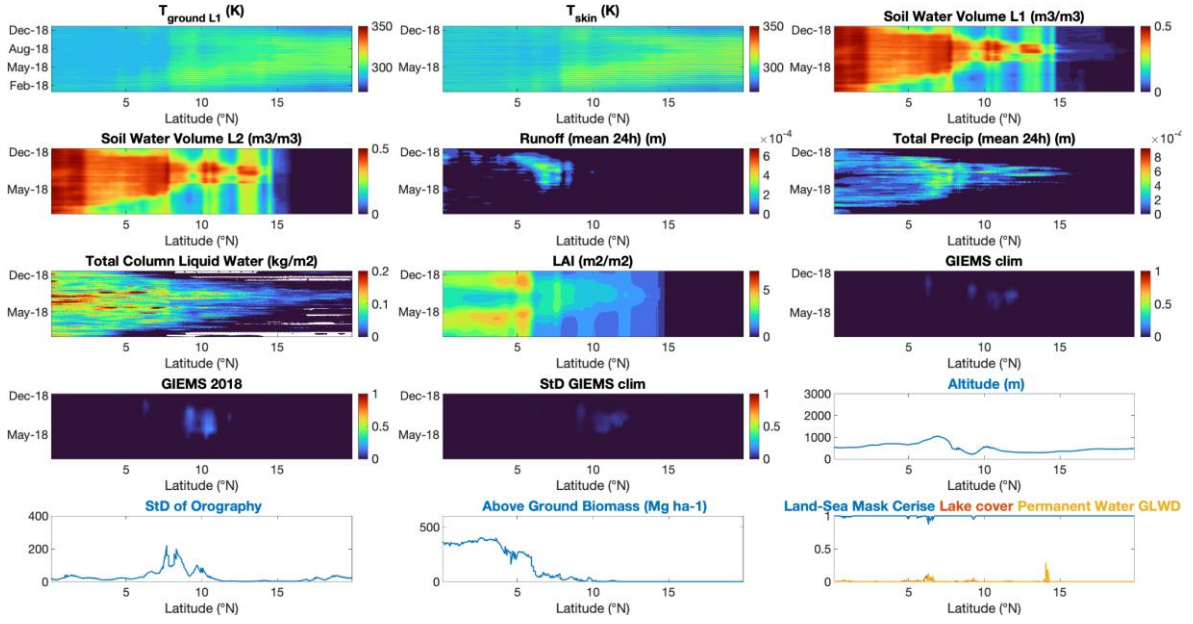 T_ground L1 (K)
Dec-18
Aug-18
May-18
Feb-18
350
300
5 10 15
Latitude (°N)
T_skin (K)
Dec-18
May-18
350
300
5 10 15
Latitude (°N)
Soil Water Volume L1 (m3/m3)
Dec-18
May-18
0.5
0
5 10 15
Latitude (°N)
Soil Water Volume L2 (m3/m3)
Dec-18
May-18
0.5
0
5 10 15
Latitude (°N)
Runoff (mean 24h) (m)
×10⁻⁴
Dec-18
May-18
6
4
2
0
5 10 15
Latitude (°N)
Total Precip (mean 24h) (m)
×10⁻⁴
Dec-18
May-18
8
6
4
2
0
5 10 15
Latitude (°N)
Total Column Liquid Water (kg/m2)
Dec-18
May-18
0.2
0.1
0
5 10 15
Latitude (°N)
LAI (m2/m2)
Dec-18
May-18
5
0
5 10 15
Latitude (°N)
GIEMS clim
Dec-18
May-18
1
0.5
0
5 10 15
Latitude (°N)
GIEMS 2018
Dec-18
May-18
1
0.5
0
5 10 15
Latitude (°N)
StD GIEMS clim
Dec-18
May-18
1
0.5
0
5 10 15
Latitude (°N)
Altitude (m)
3000
2000
1000
0
5 10 15
Latitude (°N)
StD of Orography
400
200
0
5 10 15
Latitude (°N)
Above Ground Biomass (Mg ha-1)
500
0
5 10 15
Latitude (°N)
Land-Sea Mask Cerise Lake cover Permanent Water GLWD
1
0.5
0
5 10 15
Latitude (°N)